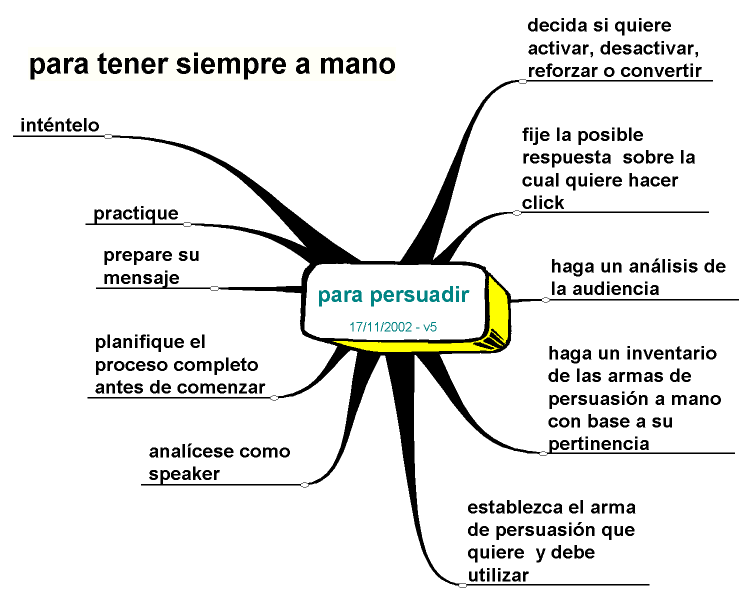 para tener siempre a mano
para persuadir
17/11/2002 - v5
decida si quiere
activar, desactivar,
reforzar o convertir
fije la posible
respuesta  sobre la
cual quiere hacer
click
haga un análisis de
la audiencia
haga un inventario
de las armas de
persuasión a mano
con base a su
pertinencia
establezca el arma
de persuasión que
quiere  y debe
utilizar
analícese como
speaker
planifique el
proceso completo
antes de comenzar
prepare su
mensaje
practique
inténtelo